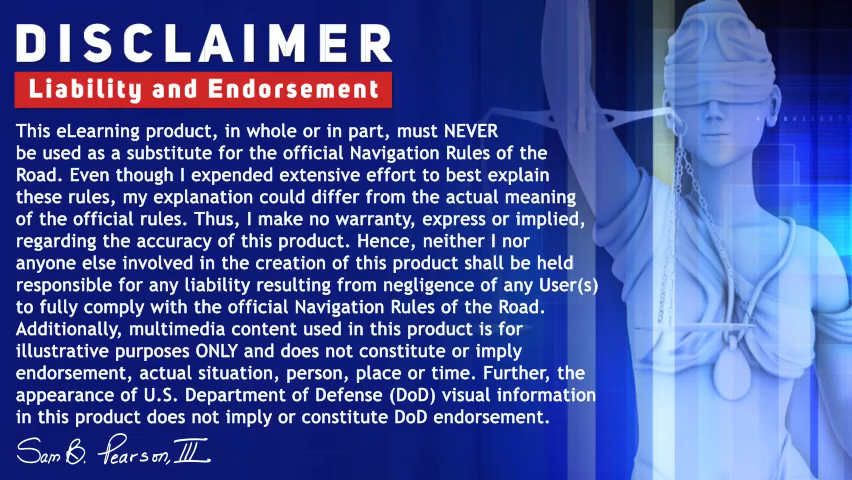 DISCLAIMER
Liability and Endorsement
This eLearning product, in whole or in part, must NEVER
be used as a substitute for the official Navigation Rules of the
Road. Even though I expended extensive effort to best explain
these rules, my explanation could differ from the actual meaning
of the official rules. Thus, I make no warranty, express or implied,
regarding the accuracy of this product. Hence, neither I nor
anyone else involved in the creation of this product shall be held
responsible for any liability resulting from negligence of any User(s)
to fully comply with the official Navigation Rules of the Road.
Additionally, multimedia content used in this product is for
illustrative purposes ONLY and does not constitute or imply
endorsement, actual situation, person, place or time. Further, the
appearance of U.S. Department of Defense (DoD) visual information
in this product does not imply or constitute DoD endorsement.
Sam B. Pearson, III